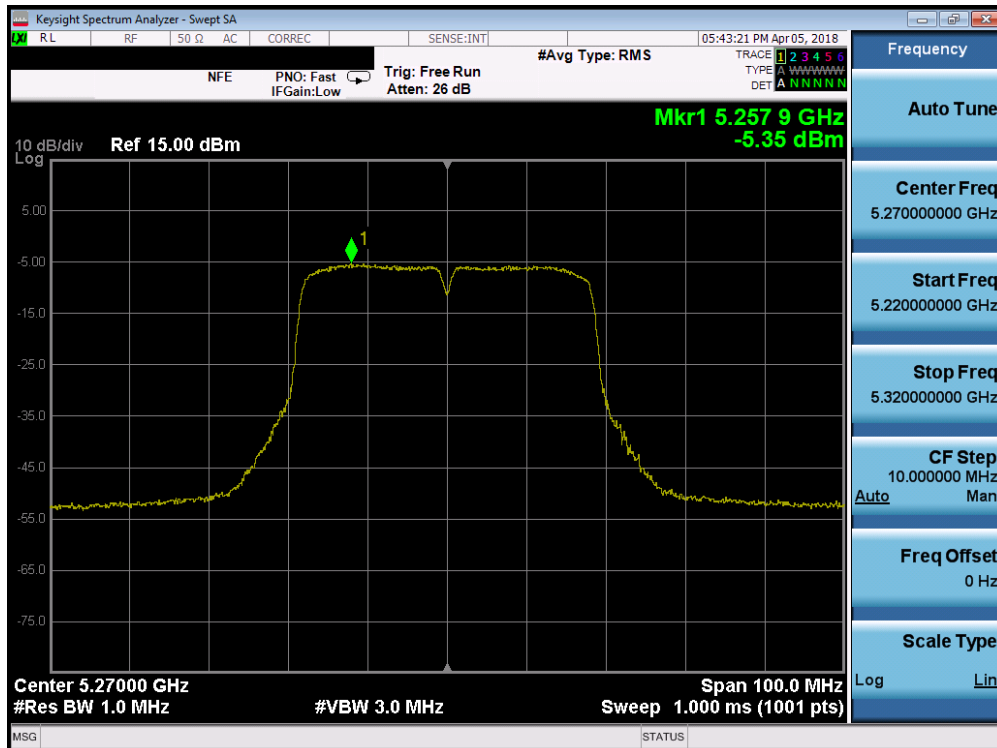 Keysight Spectrum Analyzer - Swept SA
LXI RL RF 50 Ω AC CORREC SENSE:INT 05:43:21 PM Apr 05, 2018
#Avg Type: RMS TRACE 1 2 3 4 5 6
NFE PNO: Fast Trig: Free Run TYPE A WWWWW
IFGain:Low Atten: 26 dB DET A N N N N N
Mkr1 5.257 9 GHz
-5.35 dBm
10 dB/div Ref 15.00 dBm
Log
1
5.00
-5.00
-15.0
-25.0
-35.0
-45.0
-55.0
-65.0
-75.0
Center 5.27000 GHz Span 100.0 MHz
#Res BW 1.0 MHz #VBW 3.0 MHz Sweep 1.000 ms (1001 pts)
MSG STATUS
Frequency
Auto Tune
Center Freq
5.270000000 GHz
Start Freq
5.220000000 GHz
Stop Freq
5.320000000 GHz
CF Step
10.000000 MHz
Auto Man
Freq Offset
0 Hz
Scale Type
Log Lin